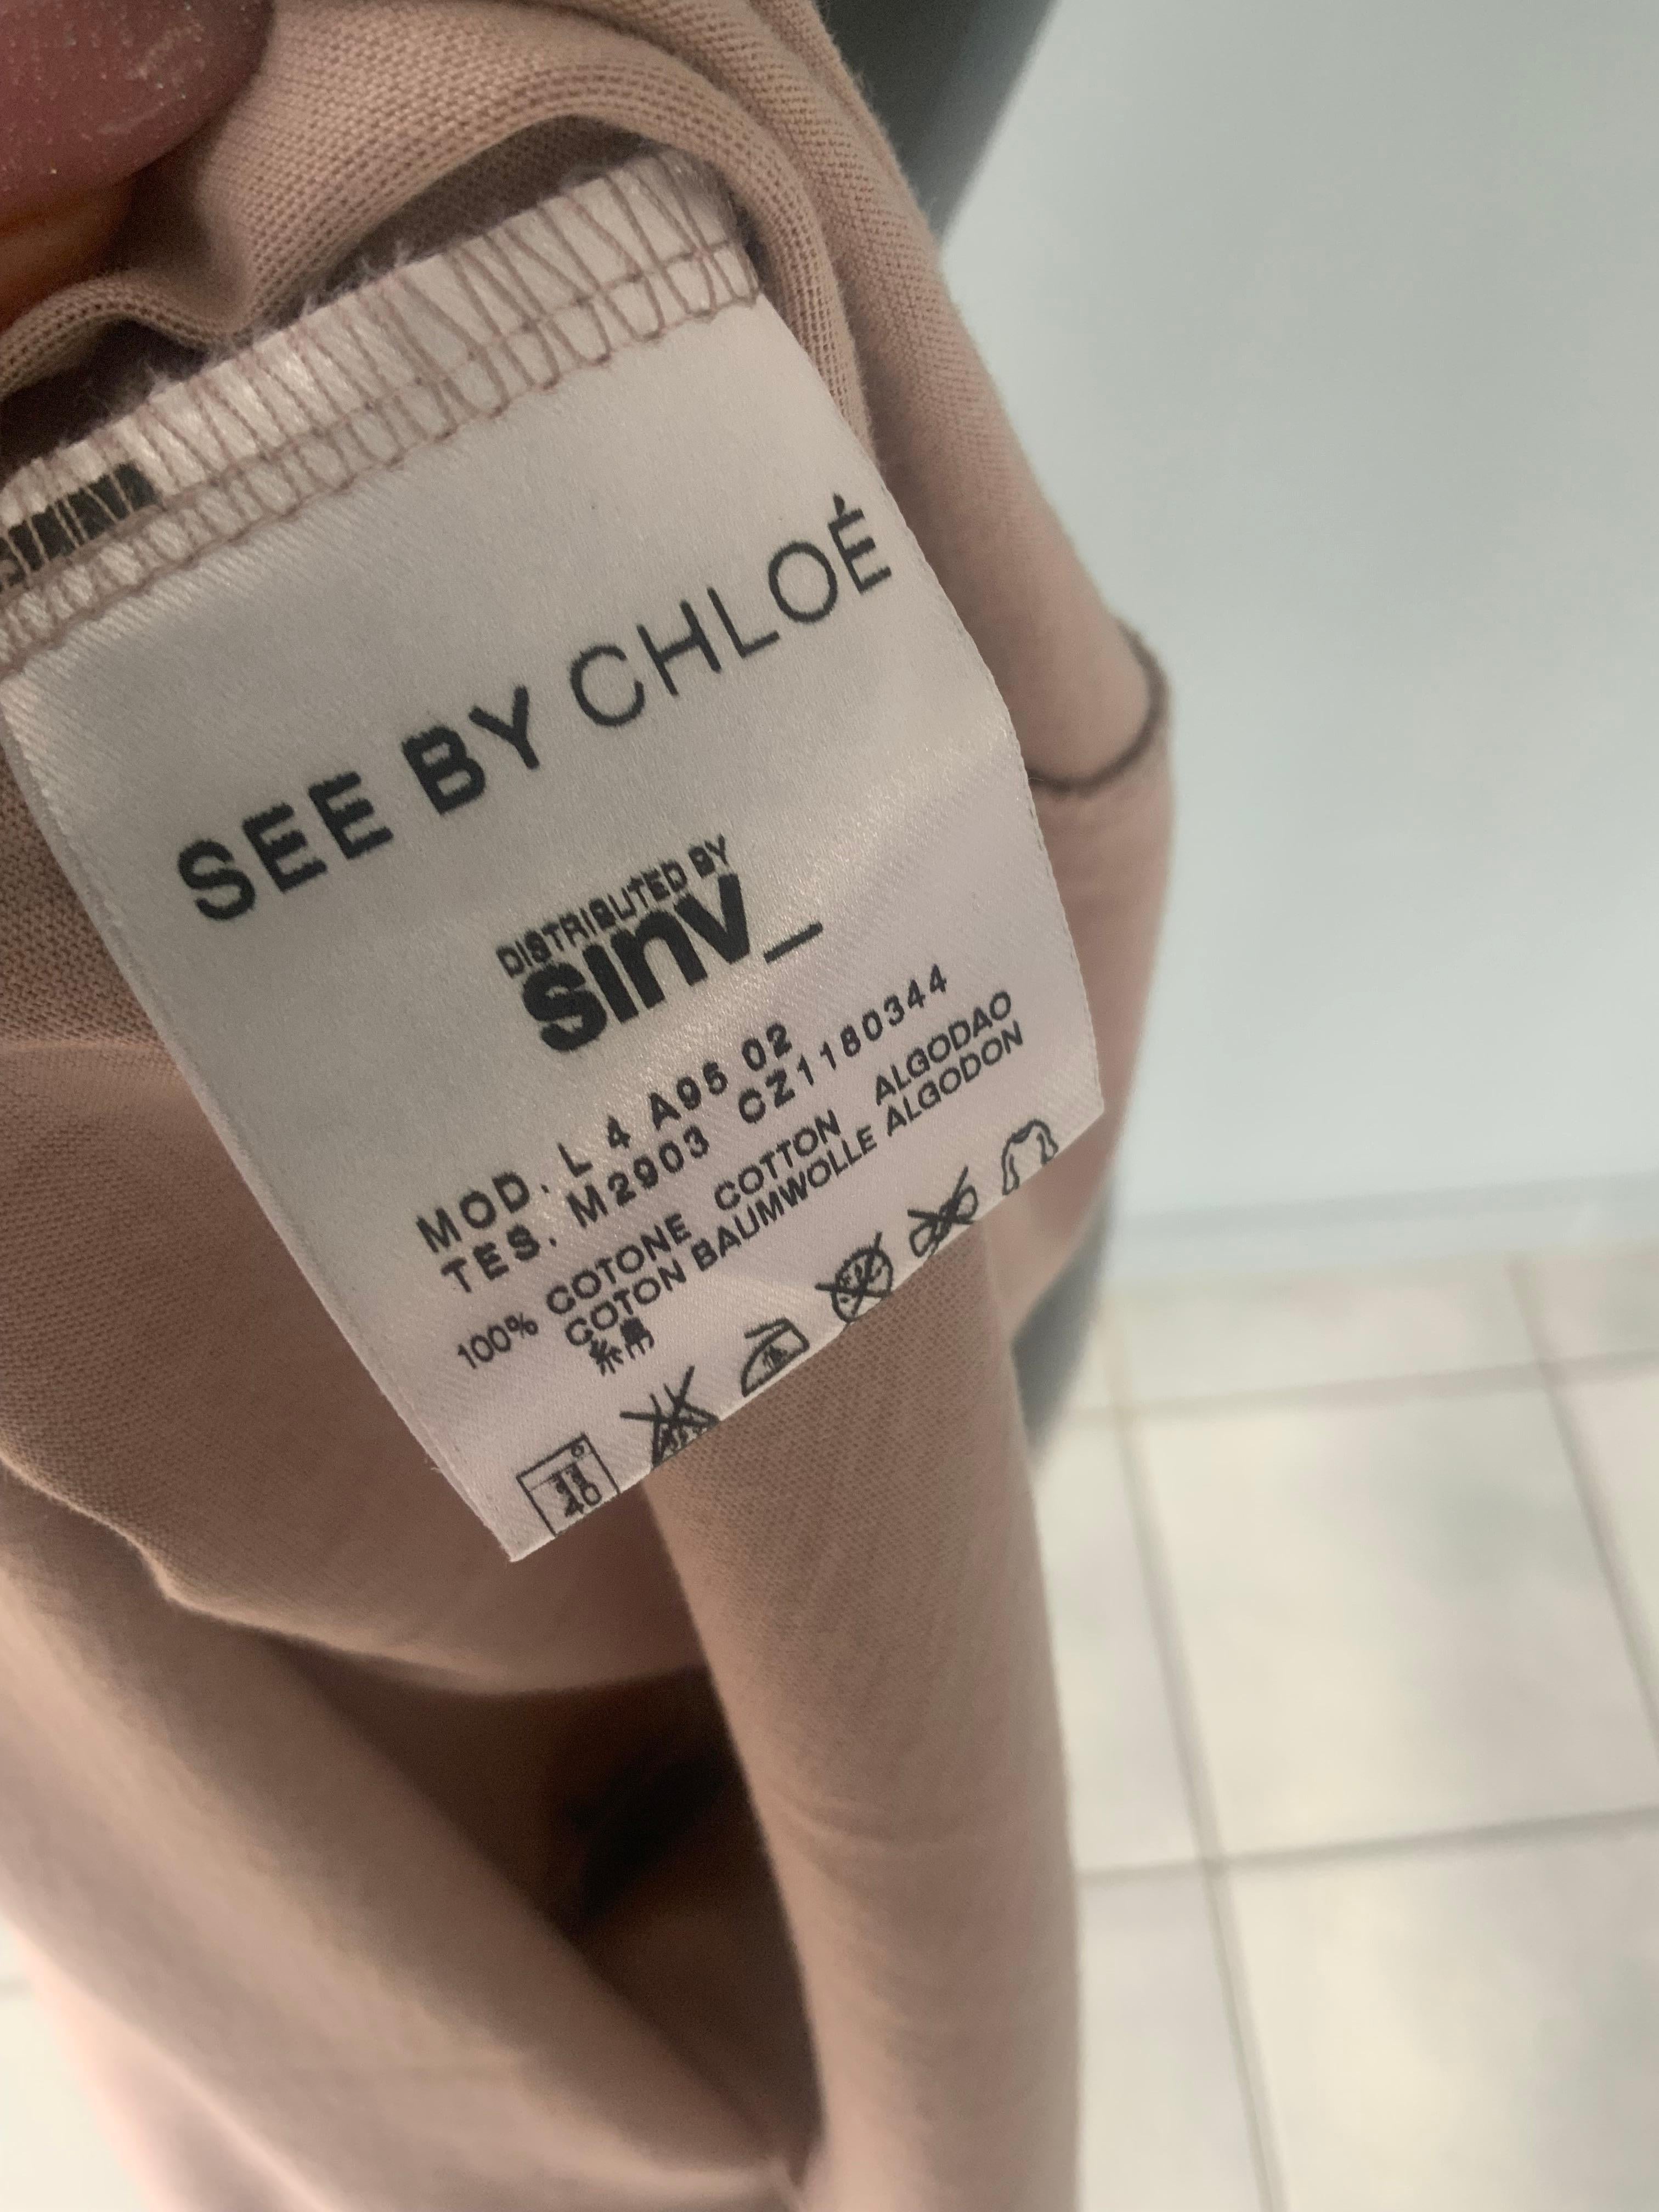 SEE BY CHLOÉ
DISTRIBUTED BY
sinv_
MOD. L 4 A95 02
TES. M2903 CZ1180344
100% COTONE COTTON ALGODAO
COTON BAUMWOLLE ALGODON
40